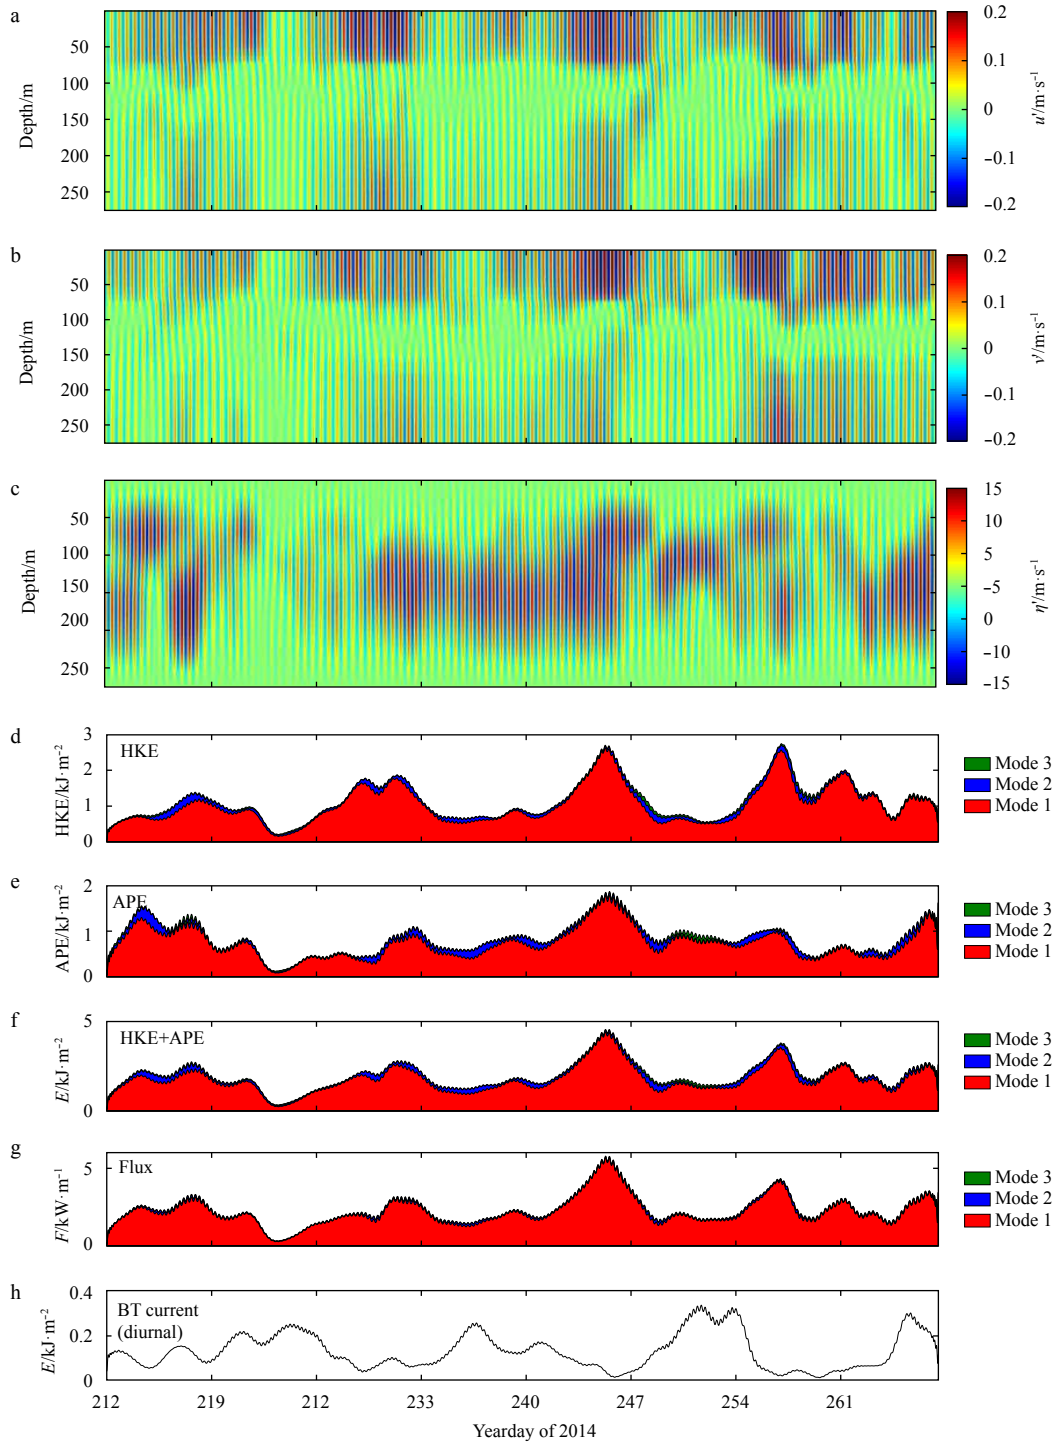 a
50
100
150
200
250
Depth/m
0.2
0.1
0
−0.1
−0.2
u′/m·s⁻¹
b
50
100
150
200
250
Depth/m
0.2
0.1
0
−0.1
−0.2
v′/m·s⁻¹
c
50
100
150
200
250
Depth/m
15
10
5
0
−5
−10
−15
η′/m·s⁻¹
d
HKE
3
2
1
0
HKE/kJ·m⁻²
Mode 3
Mode 2
Mode 1
e
APE
2
1
0
APE/kJ·m⁻²
Mode 3
Mode 2
Mode 1
f
HKE+APE
5
0
E/kJ·m⁻²
Mode 3
Mode 2
Mode 1
g
Flux
5
0
F/kW·m⁻¹
Mode 3
Mode 2
Mode 1
h
BT current
(diurnal)
0.4
0.2
0
E/kJ·m⁻²
212 219 212 233 240 247 254 261
Yearday of 2014